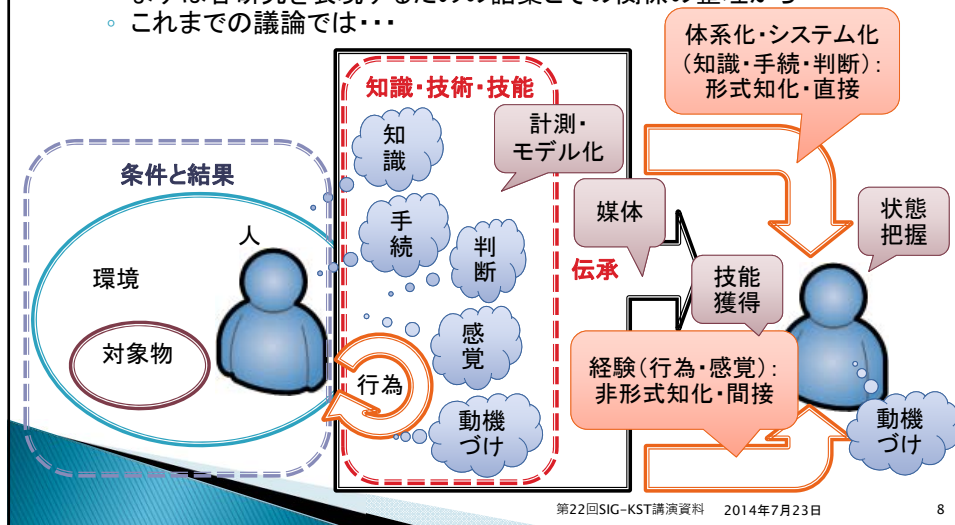 これまでの議論では・・・
体系化・システム化
(知識・手続・判断):
形式知化・直接
知識・技術・技能
計測・
モデル化
知
識
条件と結果
手
続
判
断
媒体
状態
把握
人
伝承
技能
獲得
環境
感
覚
対象物
行為
経験(行為・感覚):
非形式知化・間接
動機
づけ
動機
づけ
第22回SIG-KST講演資料 2014年7月23日 8